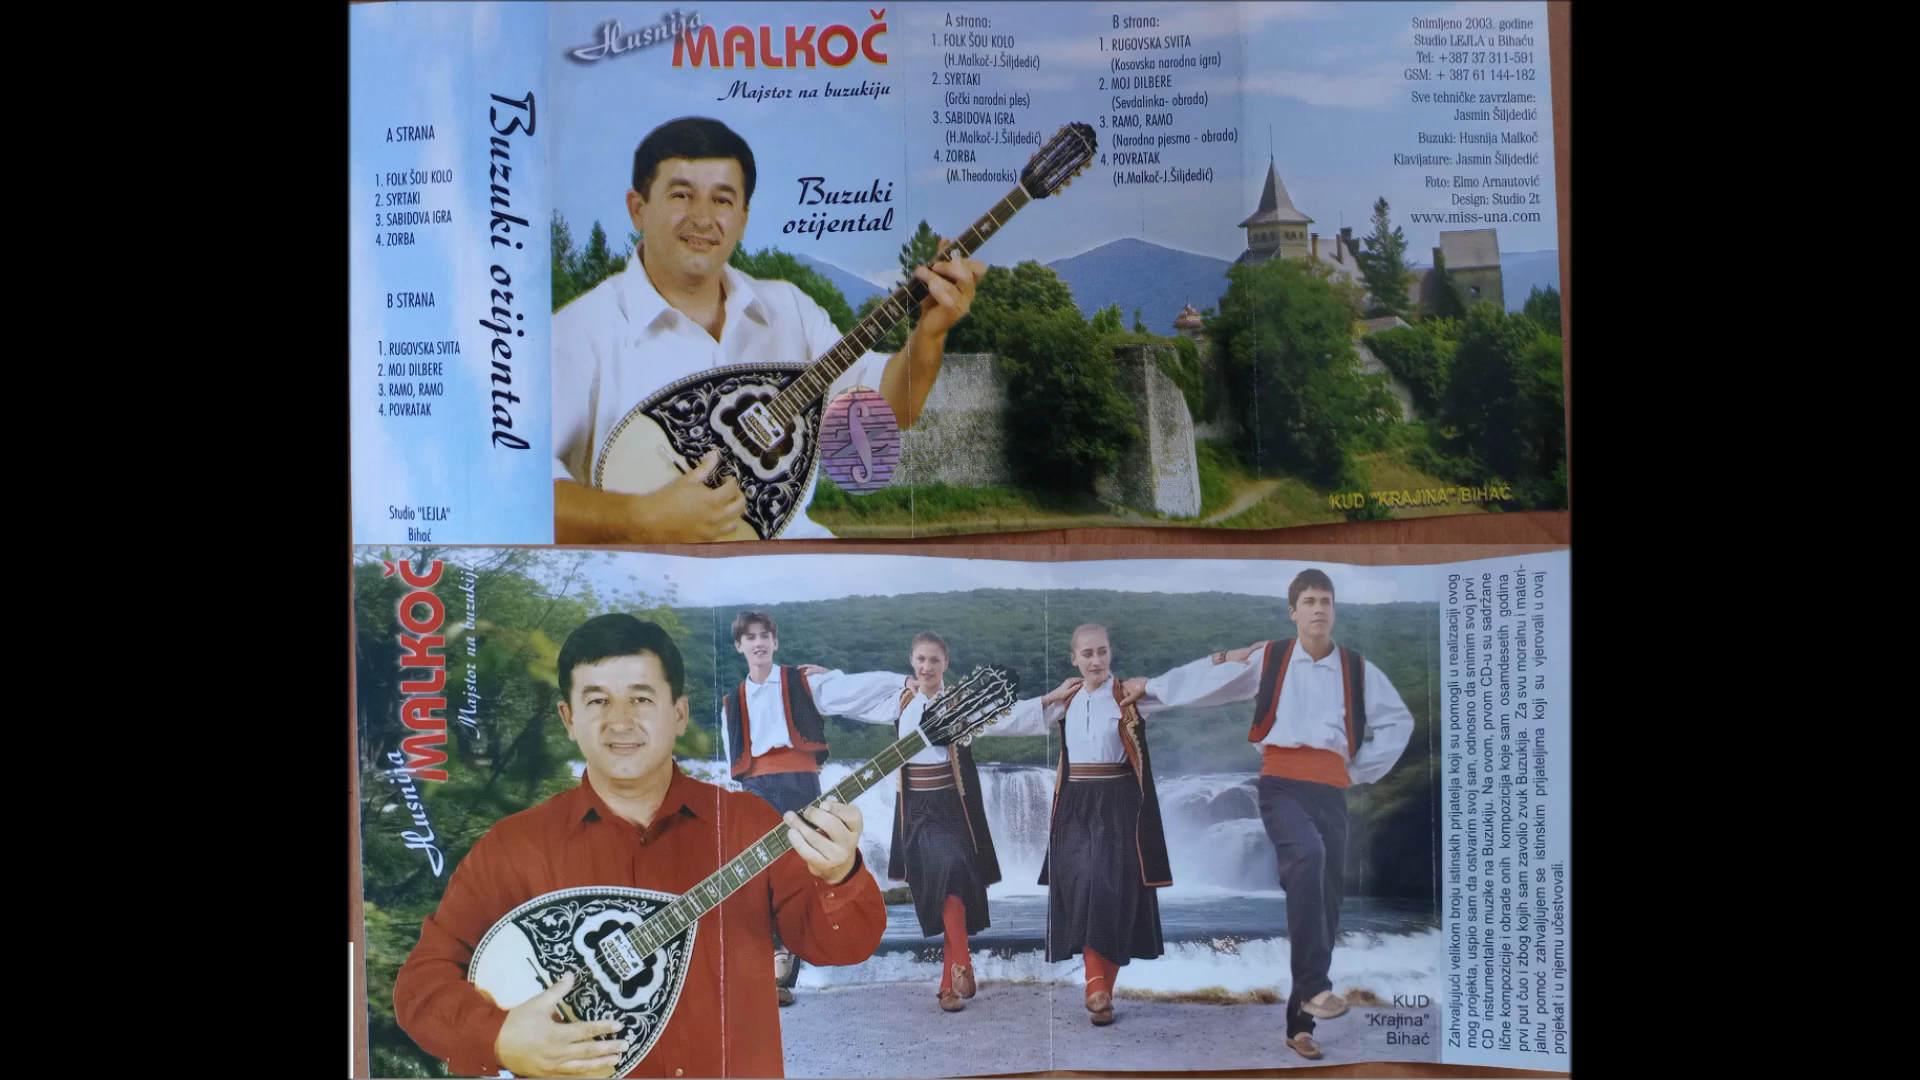 A STRANA
1. FOLK ŠOU KOLO
2. SYRTAKI
3. SABIDOVA IGRA
4. ZORBA
B STRANA
1. RUGOVSKA SVITA
2. MOJ DILBERE
3. RAMO, RAMO
4. POVRATAK
Studio "LEJLA"
Bihać
Buzuki orijental
Husnija
MALKOČ
Majstor na buzukiju
Buzuki
orijental
A strana:
1. FOLK ŠOU KOLO
(H.Malkoč-J.Šiljdedić)
2. SYRTAKI
(Grčki narodni ples)
3. SABIDOVA IGRA
(H.Malkoč-J.Šiljdedić)
4. ZORBA
(M.Theodorakis)
B strana:
1. RUGOVSKA SVITA
(Kosovska narodna igra)
2. MOJ DILBERE
(Sevdalinka- obrada)
3. RAMO, RAMO
(Narodna pjesma - obrada)
4. POVRATAK
(H.Malkoč-J.Šiljdedić)
Snimljeno 2003. godine
Studio LEJLA u Bihaću
Tel: +387 37 311-591
GSM: + 387 61 144-182
Sve tehničke zavrzlame:
Jasmin Šiljdedić
Buzuki: Husnija Malkoč
Klavijature: Jasmin Šiljdedić
Foto: Elmo Arnautović
Design: Studio 2t
www.miss-una.com
KUD "KRAJINA" BIHAĆ
Husnija
MALKOČ
Majstor na buzukiju
KUD
"Krajina"
Bihać
Zahvaljujući velikom broju istinskih prijatelja koji su pomogli u realizaciji ovog
mog projekta, uspio sam da ostvarim svoj san, odnosno da snimim svoj prvi
CD instrumentalne muzike na Buzukiju. Na ovom, prvom CD-u su sadržane
lične kompozicije i obrade onih kompozicija koje sam osamdesetih godina
prvi put čuo i zbog kojih sam zavolio zvuk Buzukija. Za svu moralnu i materi-
jalnu pomoć zahvaljujem se istinskim prijateljima koji su vjerovali u ovaj
projekat i u njemu učestvovali.